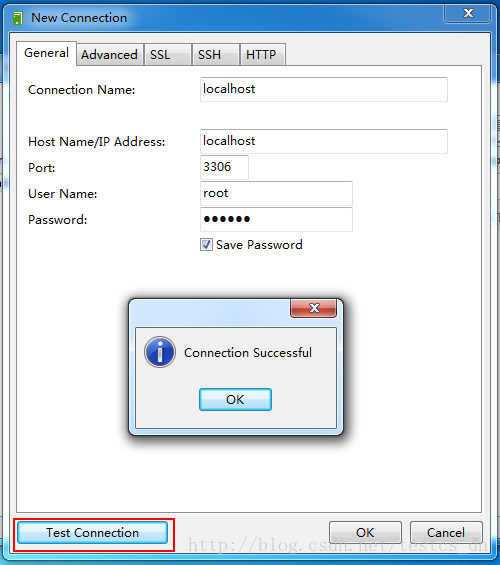 New Connection
General Advanced SSL SSH HTTP
Connection Name: localhost
Host Name/IP Address: localhost
Port: 3306
User Name: root
Password: ●●●●●●
Save Password
Connection Successful
OK
Test Connection OK Cancel
http://blog.csdn.net/testcs_dn